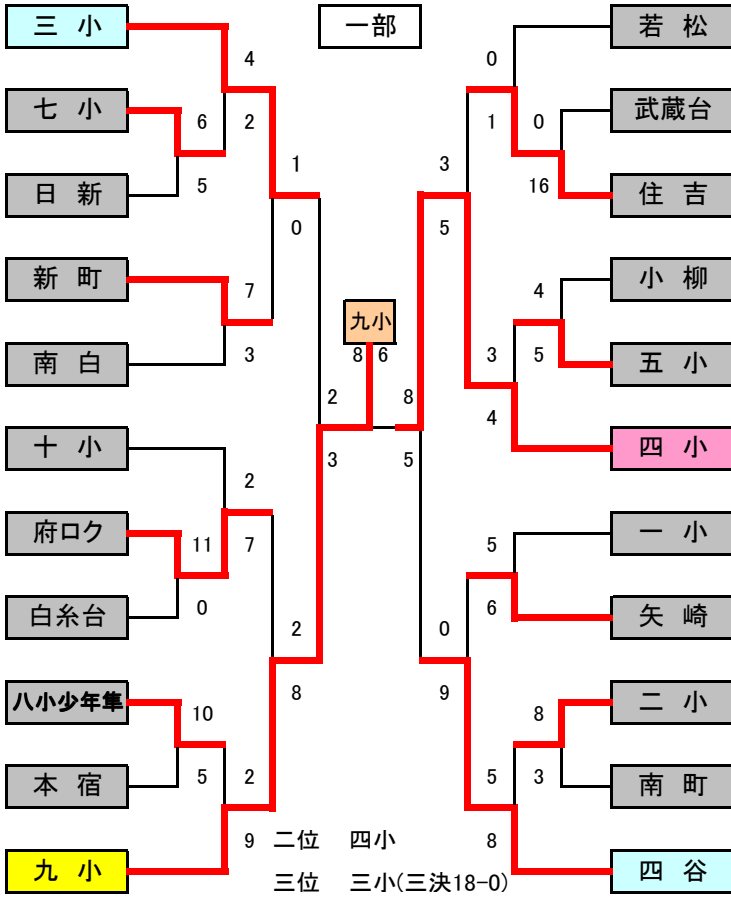 三 小 一部 若 松
4 0
七 小 6 2 1 0 武蔵台
1 3
日 新 5 16 住 吉
0 5
新 町 7 4 小 柳
九小
南 白 3 8 6 3 5 五 小
2 8
十 小 4 四 小
2 3 5
府ロク 11 7 5 一 小
白糸台 0 6 矢 崎
2 0
八小少年隼 10 8 9 8 二 小
本 宿 5 2 5 3 南 町
9 二位 四小 8
九 小 四 谷
三位 三小(三決18-0)